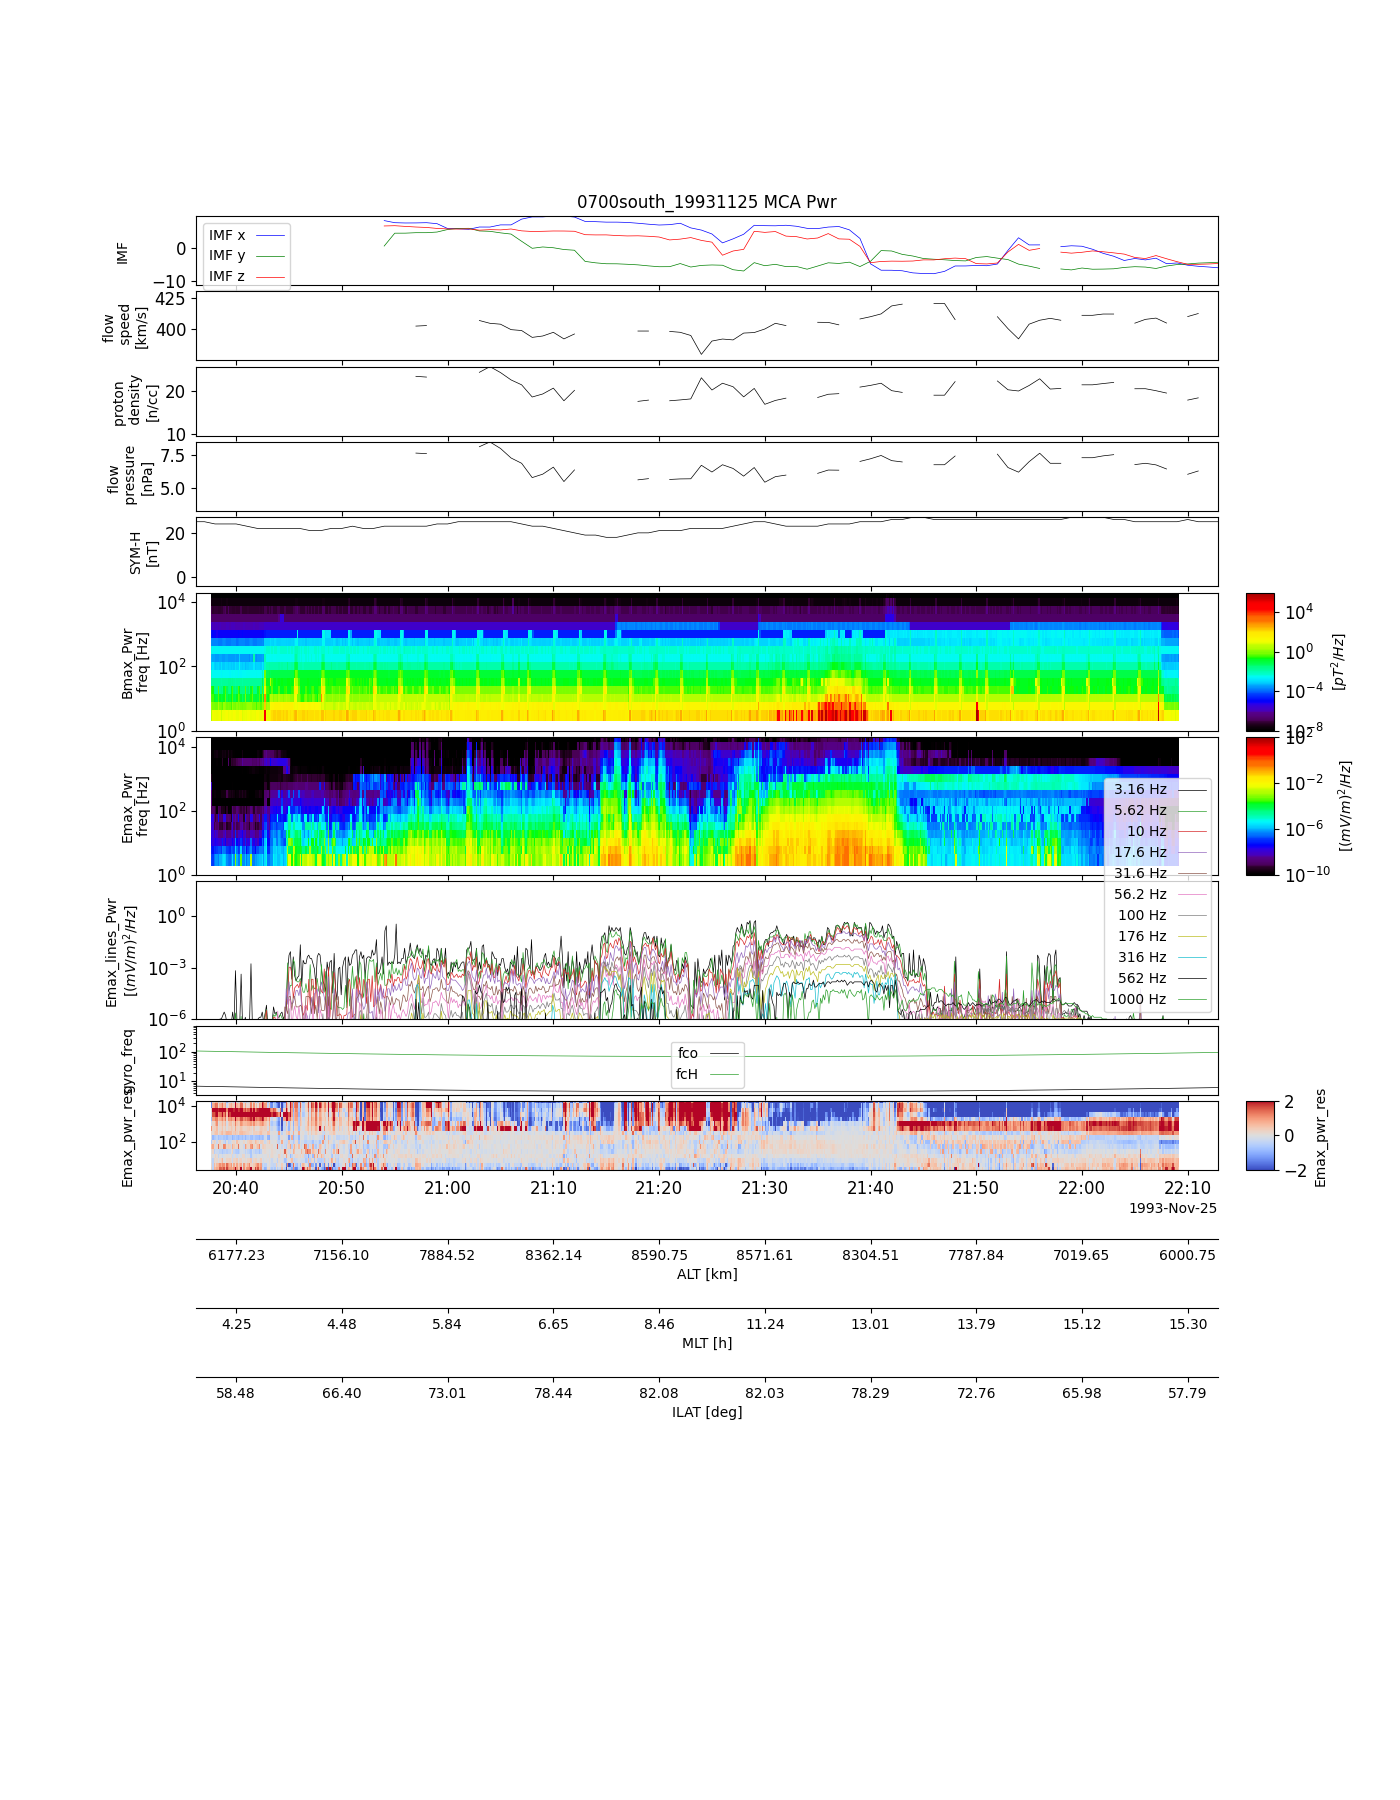 0700south_19931125 MCA Pwr
IMF
IMF x
IMF y
IMF z
0
−10
flow
speed
[km/s]
425
400
proton
density
[n/cc]
20
10
flow
pressure
[nPa]
7.5
5.0
SYM-H
[nT]
20
0
Bmax_Pwr
freq [Hz]
10^4
10^2
10^0
10^4
10^0
10^−4
10^−8
[pT^2/Hz]
Emax_Pwr
freq [Hz]
10^4
10^2
10^0
10^2
10^−2
10^−6
10^−10
[(mV/m)^2/Hz]
3.16 Hz
5.62 Hz
10 Hz
17.6 Hz
31.6 Hz
56.2 Hz
100 Hz
176 Hz
316 Hz
562 Hz
1000 Hz
Emax_lines_Pwr
[(mV/m)^2/Hz]
10^0
10^−3
10^−6
gyro_freq
10^2
10^1
fco
fcH
Emax_pwr_res
10^4
10^2
2
0
−2
Emax_pwr_res
20:40 20:50 21:00 21:10 21:20 21:30 21:40 21:50 22:00 22:10
1993-Nov-25
6177.23 7156.10 7884.52 8362.14 8590.75 8571.61 8304.51 7787.84 7019.65 6000.75
ALT [km]
4.25 4.48 5.84 6.65 8.46 11.24 13.01 13.79 15.12 15.30
MLT [h]
58.48 66.40 73.01 78.44 82.08 82.03 78.29 72.76 65.98 57.79
ILAT [deg]